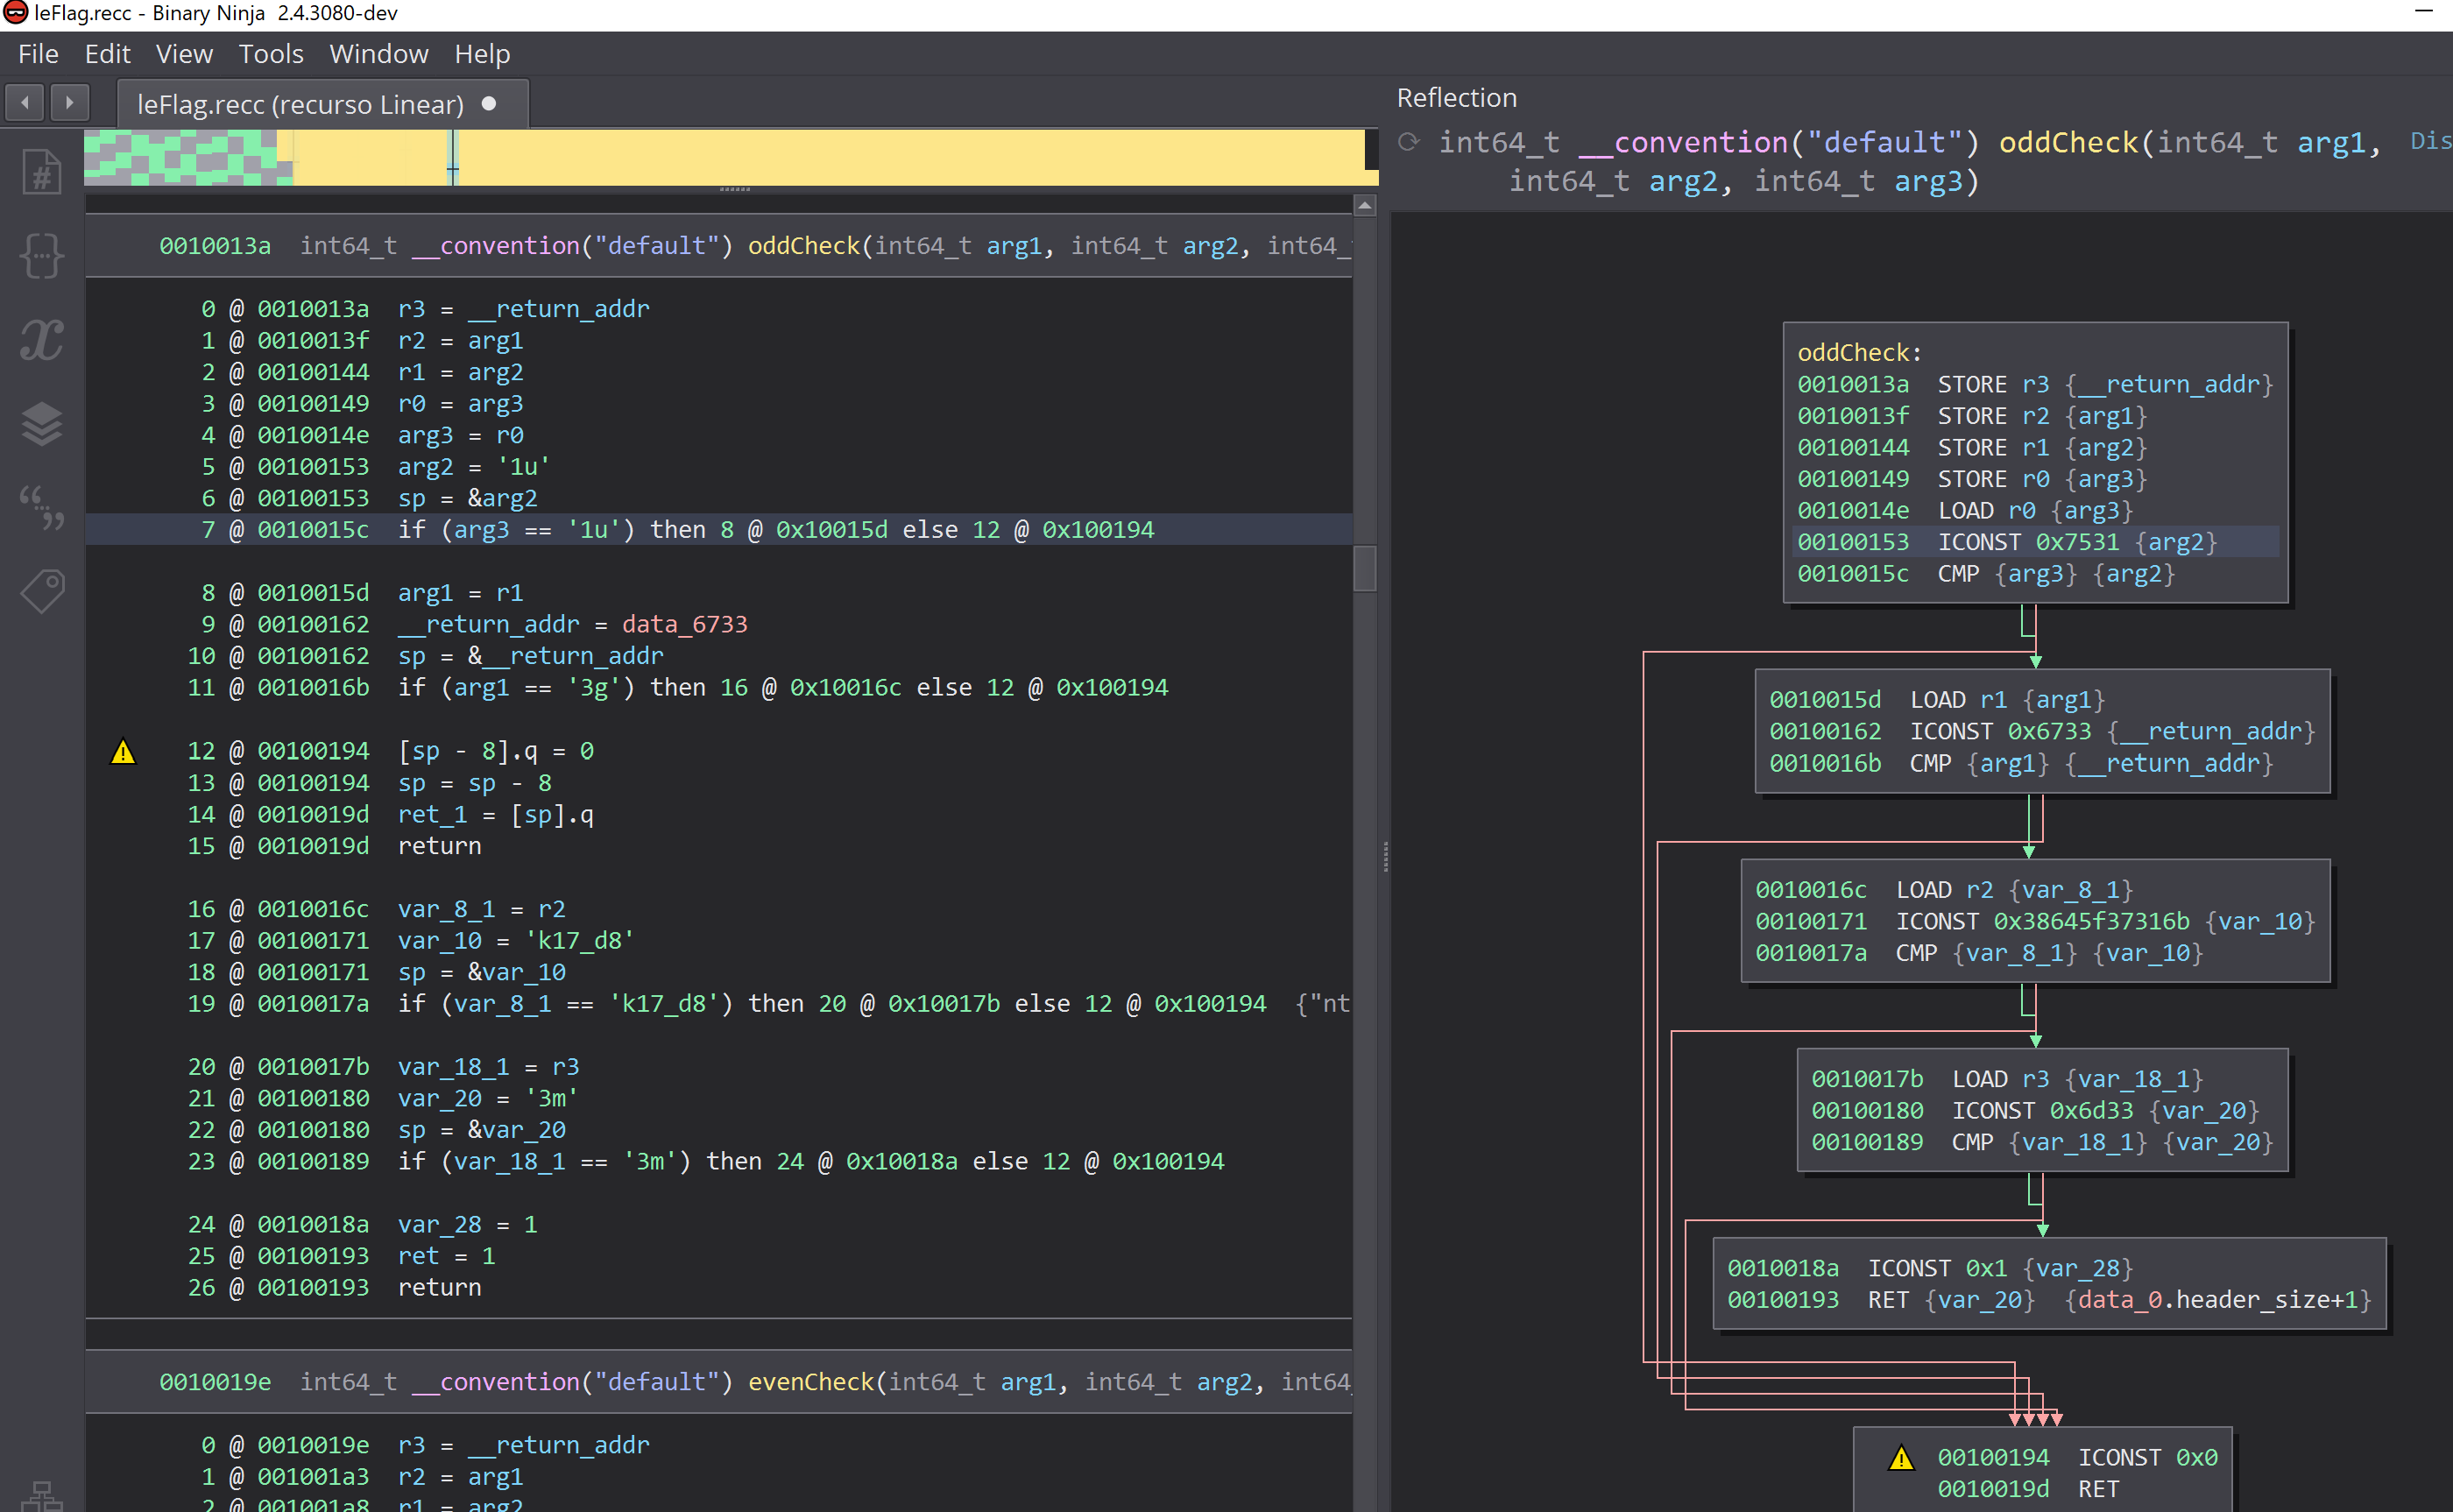 leFlag.recc - Binary Ninja 2.4.3080-dev
File Edit View Tools Window Help
leFlag.recc (recurso Linear)
0010013a int64_t __convention("default") oddCheck(int64_t arg1, int64_t arg2, int64_
0 @ 0010013a r3 = __return_addr
1 @ 0010013f r2 = arg1
2 @ 00100144 r1 = arg2
3 @ 00100149 r0 = arg3
4 @ 0010014e arg3 = r0
5 @ 00100153 arg2 = '1u'
6 @ 00100153 sp = &arg2
7 @ 0010015c if (arg3 == '1u') then 8 @ 0x10015d else 12 @ 0x100194
8 @ 0010015d arg1 = r1
9 @ 00100162 __return_addr = data_6733
10 @ 00100162 sp = &__return_addr
11 @ 0010016b if (arg1 == '3g') then 16 @ 0x10016c else 12 @ 0x100194
12 @ 00100194 [sp - 8].q = 0
13 @ 00100194 sp = sp - 8
14 @ 0010019d ret_1 = [sp].q
15 @ 0010019d return
16 @ 0010016c var_8_1 = r2
17 @ 00100171 var_10 = 'k17_d8'
18 @ 00100171 sp = &var_10
19 @ 0010017a if (var_8_1 == 'k17_d8') then 20 @ 0x10017b else 12 @ 0x100194 {"nt
20 @ 0010017b var_18_1 = r3
21 @ 00100180 var_20 = '3m'
22 @ 00100180 sp = &var_20
23 @ 00100189 if (var_18_1 == '3m') then 24 @ 0x10018a else 12 @ 0x100194
24 @ 0010018a var_28 = 1
25 @ 00100193 ret = 1
26 @ 00100193 return
0010019e int64_t __convention("default") evenCheck(int64_t arg1, int64_t arg2, int64
0 @ 0010019e r3 = __return_addr
1 @ 001001a3 r2 = arg1
2 @ 001001a8 r1 = arg2
Reflection
int64_t __convention("default") oddCheck(int64_t arg1, Dis
int64_t arg2, int64_t arg3)
oddCheck:
0010013a STORE r3 {__return_addr}
0010013f STORE r2 {arg1}
00100144 STORE r1 {arg2}
00100149 STORE r0 {arg3}
0010014e LOAD r0 {arg3}
00100153 ICONST 0x7531 {arg2}
0010015c CMP {arg3} {arg2}
0010015d LOAD r1 {arg1}
00100162 ICONST 0x6733 {__return_addr}
0010016b CMP {arg1} {__return_addr}
0010016c LOAD r2 {var_8_1}
00100171 ICONST 0x38645f37316b {var_10}
0010017a CMP {var_8_1} {var_10}
0010017b LOAD r3 {var_18_1}
00100180 ICONST 0x6d33 {var_20}
00100189 CMP {var_18_1} {var_20}
0010018a ICONST 0x1 {var_28}
00100193 RET {var_20} {data_0.header_size+1}
00100194 ICONST 0x0
0010019d RET